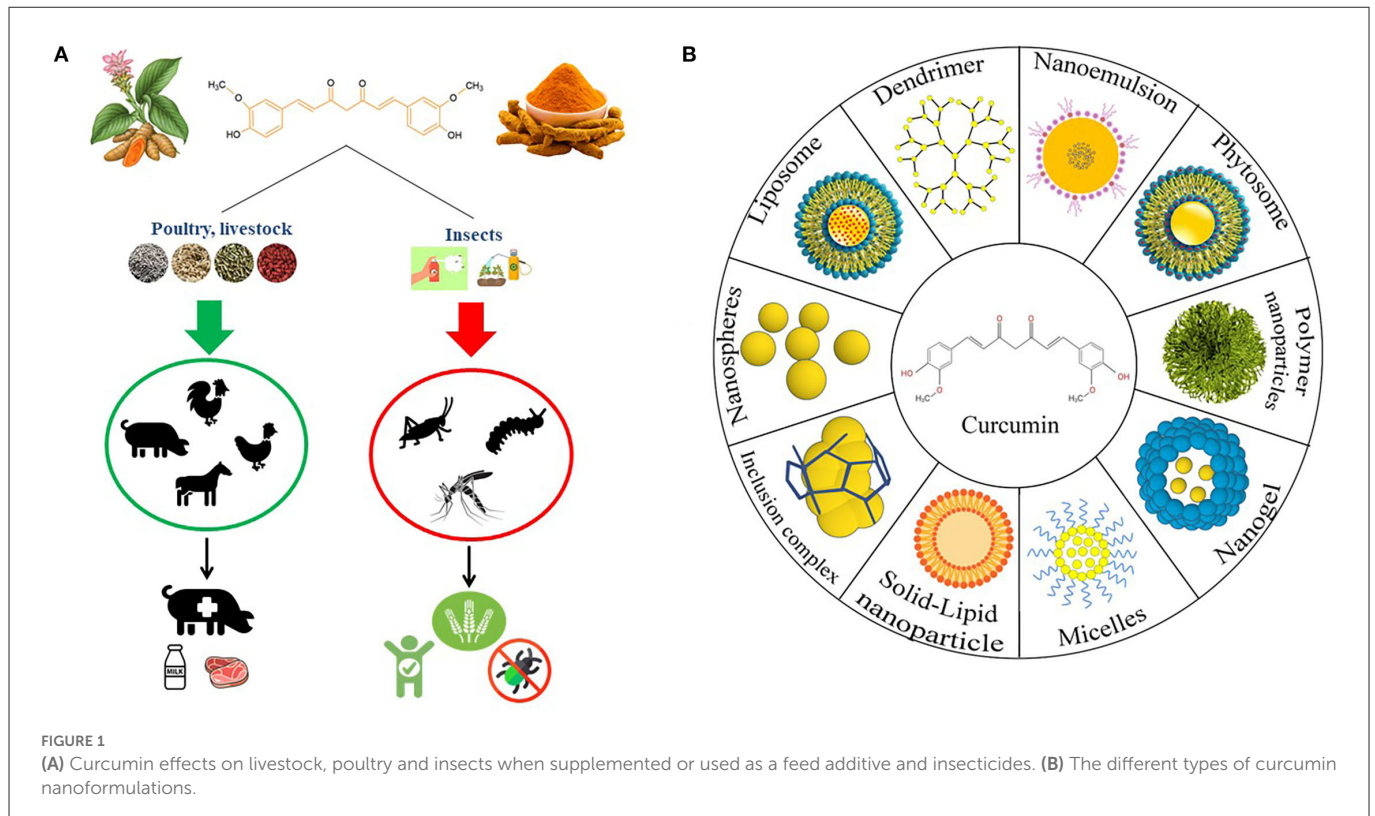 A
H₃C
O
O
O
O
CH₃
HO
OH
Poultry, livestock
Insects
MILK
B
Dendrimer
Nanoemulsion
Liposome
Phytosome
Nanospheres
Polymer
nanoparticles
O
O
HO
OH
O
O
H₃C
CH₃
Curcumin
Inclusion complex
Nanogel
Solid-Lipid
nanoparticle
Micelles
FIGURE 1
(A) Curcumin effects on livestock, poultry and insects when supplemented or used as a feed additive and insecticides. (B) The different types of curcumin
nanoformulations.